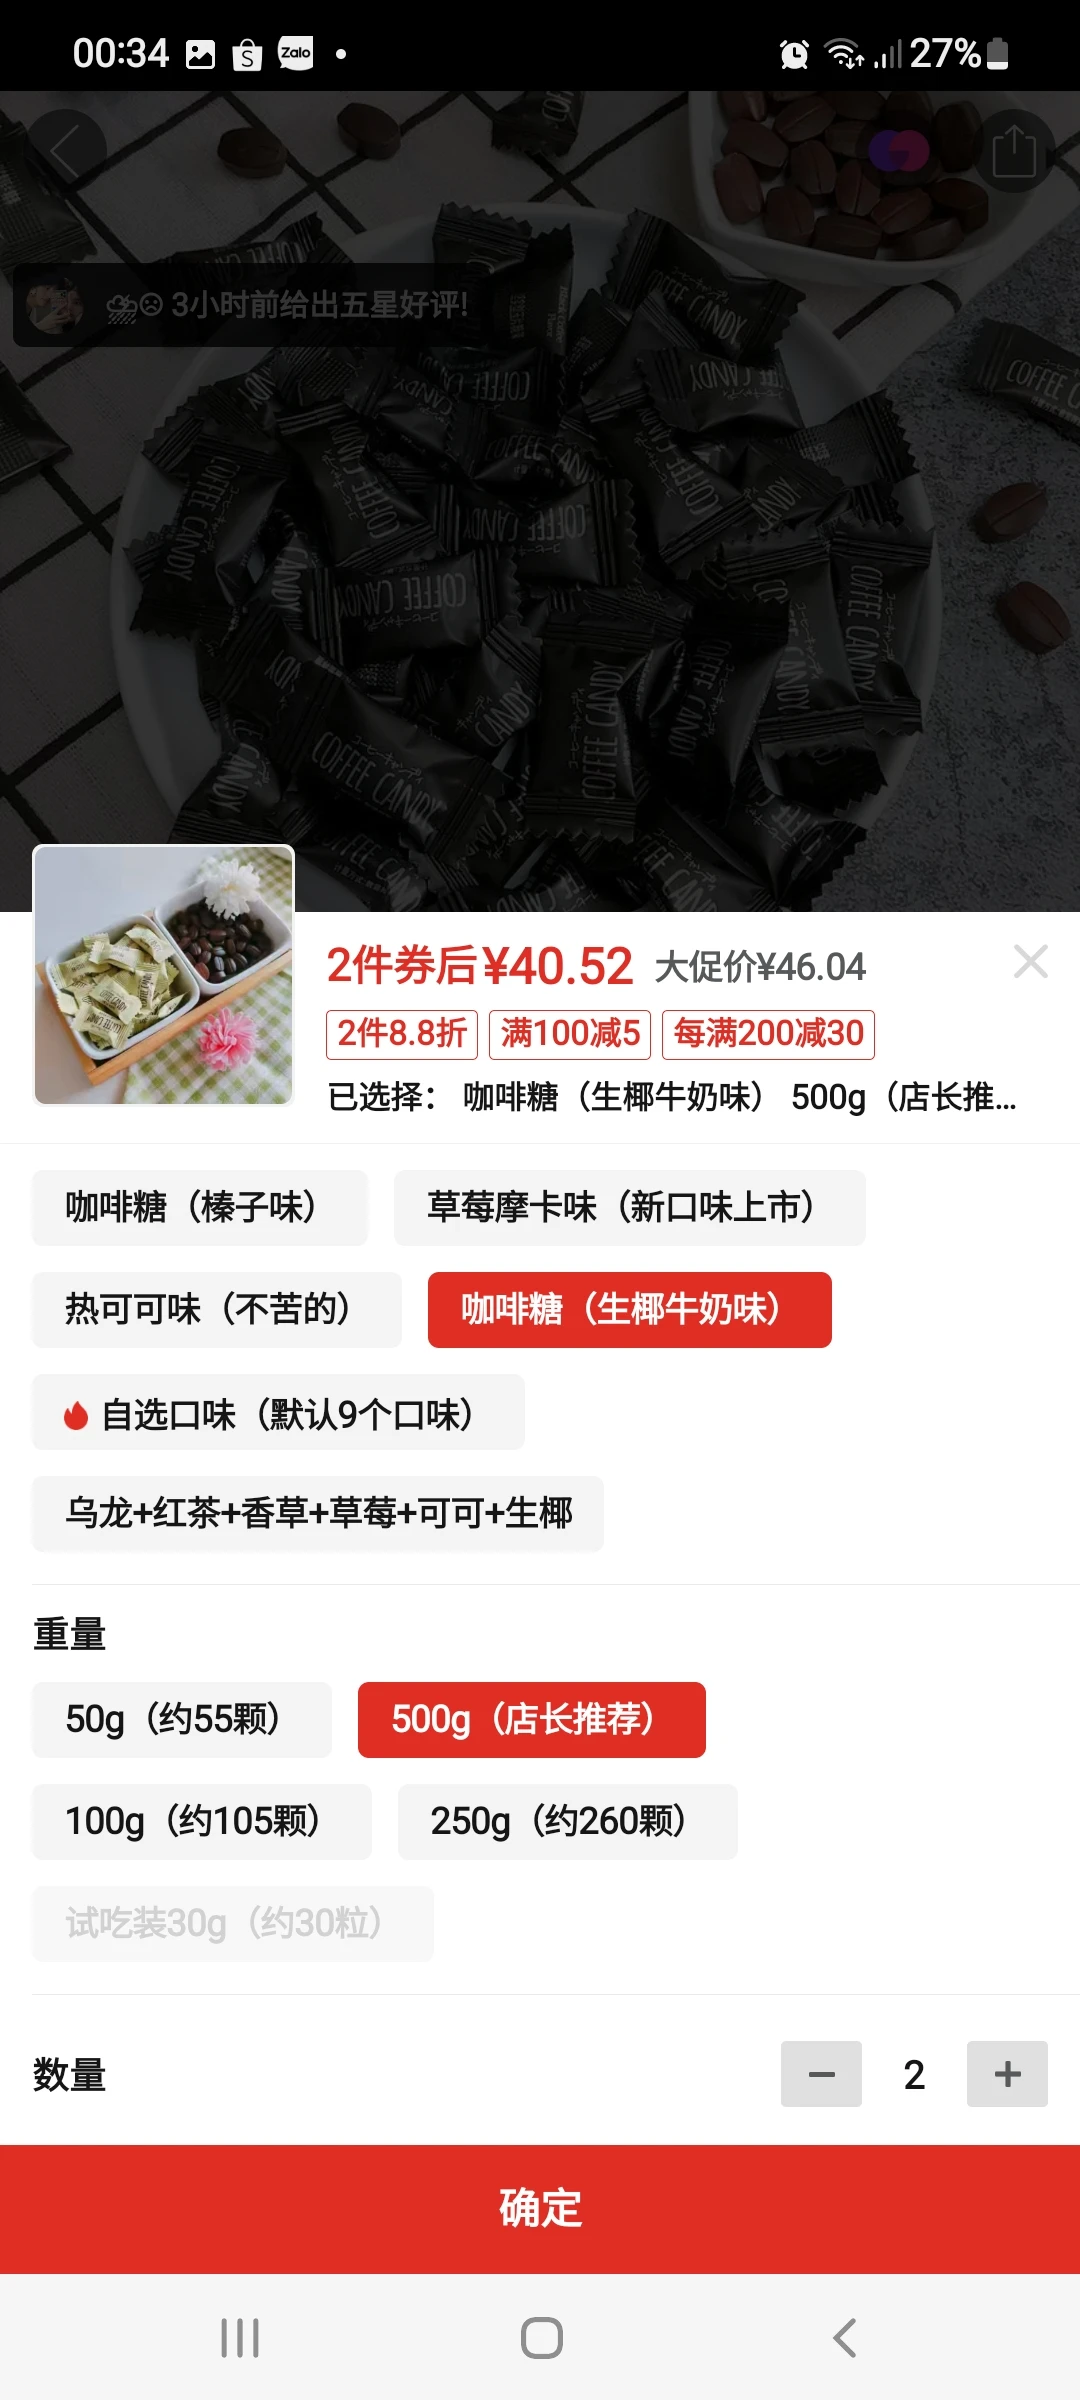 00:34 Zalo 27%
3小时前给出五星好评!
COFFEE CANDY
2件券后¥40.52 大促价¥46.04
2件8.8折 满100减5 每满200减30
已选择： 咖啡糖（生椰牛奶味） 500g（店长推...
咖啡糖（榛子味） 草莓摩卡味（新口味上市）
热可可味（不苦的） 咖啡糖（生椰牛奶味）
自选口味（默认9个口味）
乌龙+红茶+香草+草莓+可可+生椰
重量
50g（约55颗） 500g（店长推荐）
100g（约105颗） 250g（约260颗）
试吃装30g（约30粒）
数量 2
确定